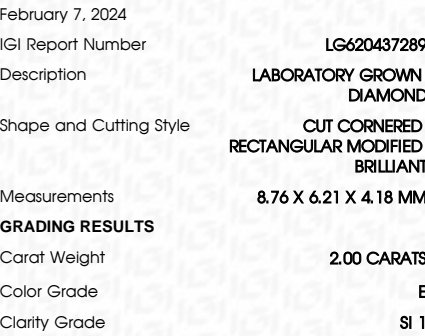 February 7, 2024
IGI Report Number LG620437289
Description LABORATORY GROWN
DIAMOND
Shape and Cutting Style CUT CORNERED
RECTANGULAR MODIFIED
BRILLIANT
Measurements 8.76 X 6.21 X 4.18 MM
GRADING RESULTS
Carat Weight 2.00 CARATS
Color Grade E
Clarity Grade SI 1